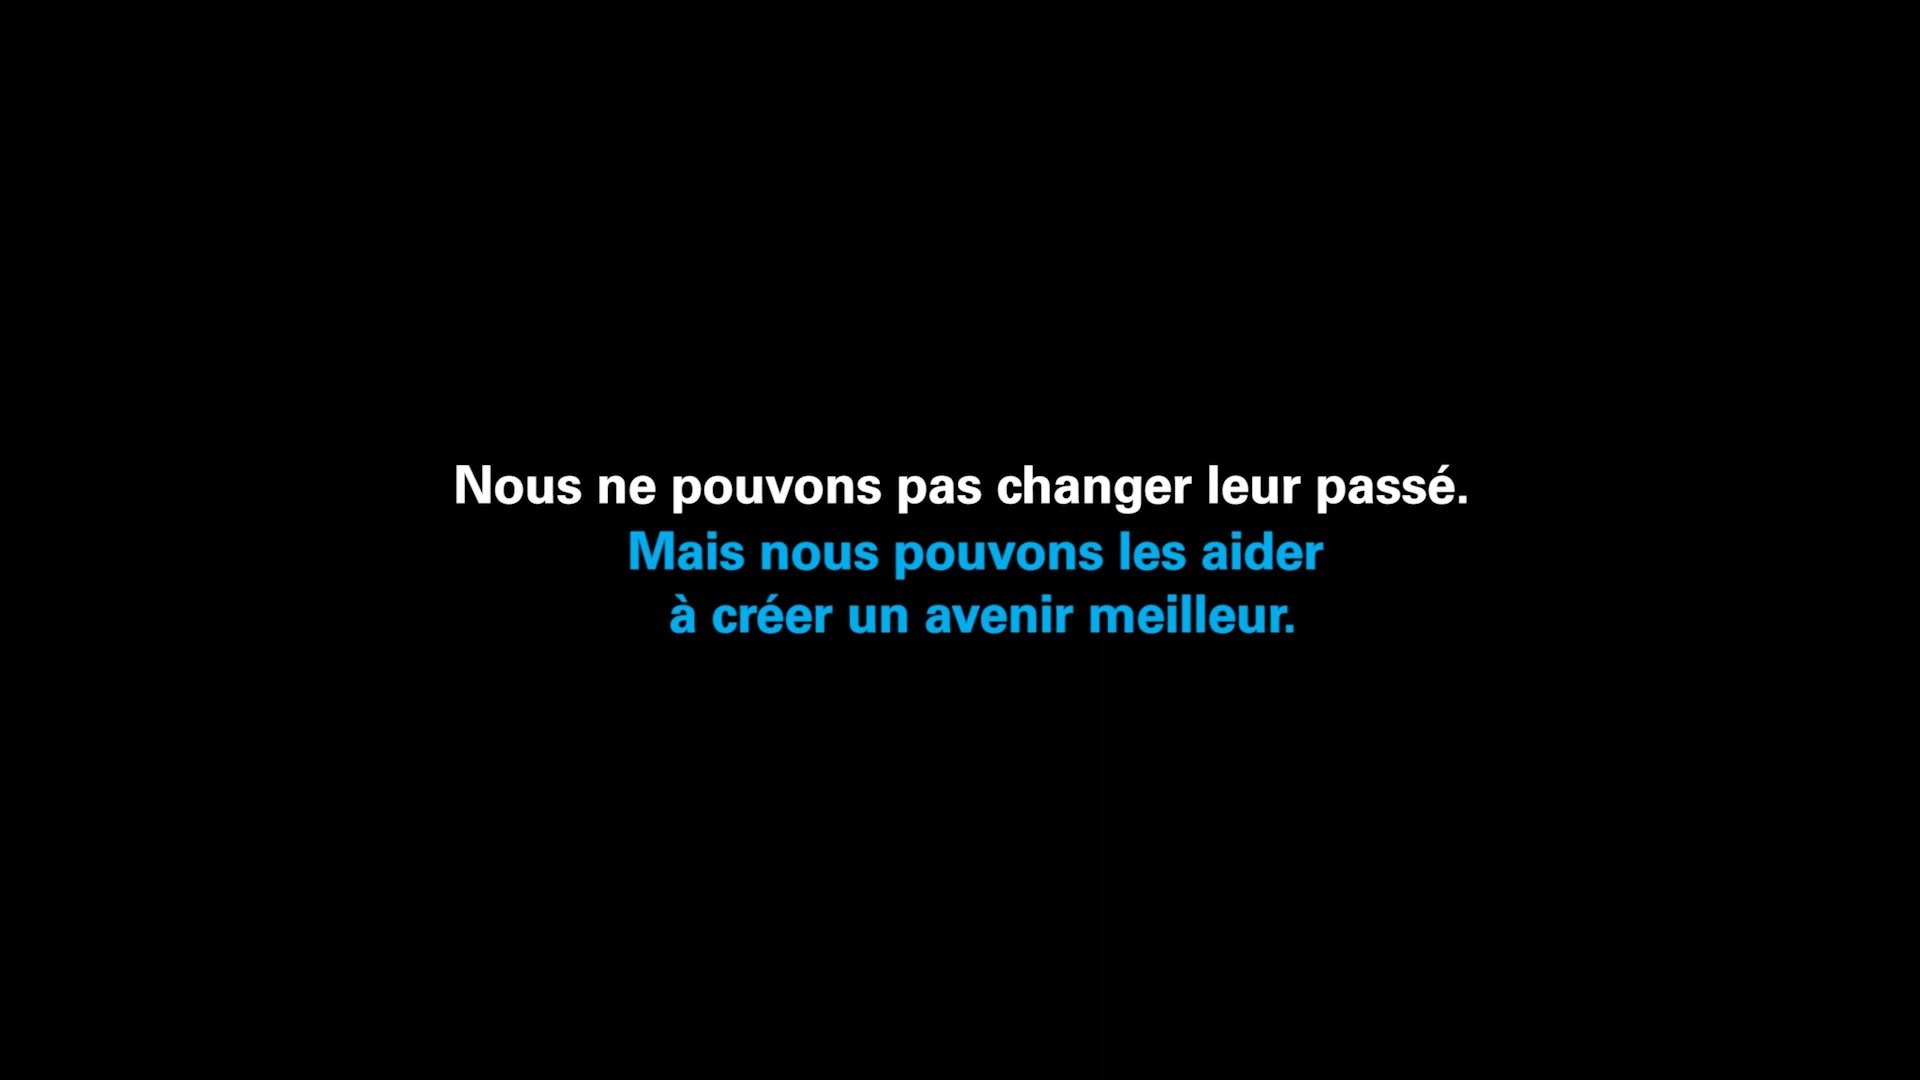 Nous ne pouvons pas changer leur passé.
Mais nous pouvons les aider
à créer un avenir meilleur.